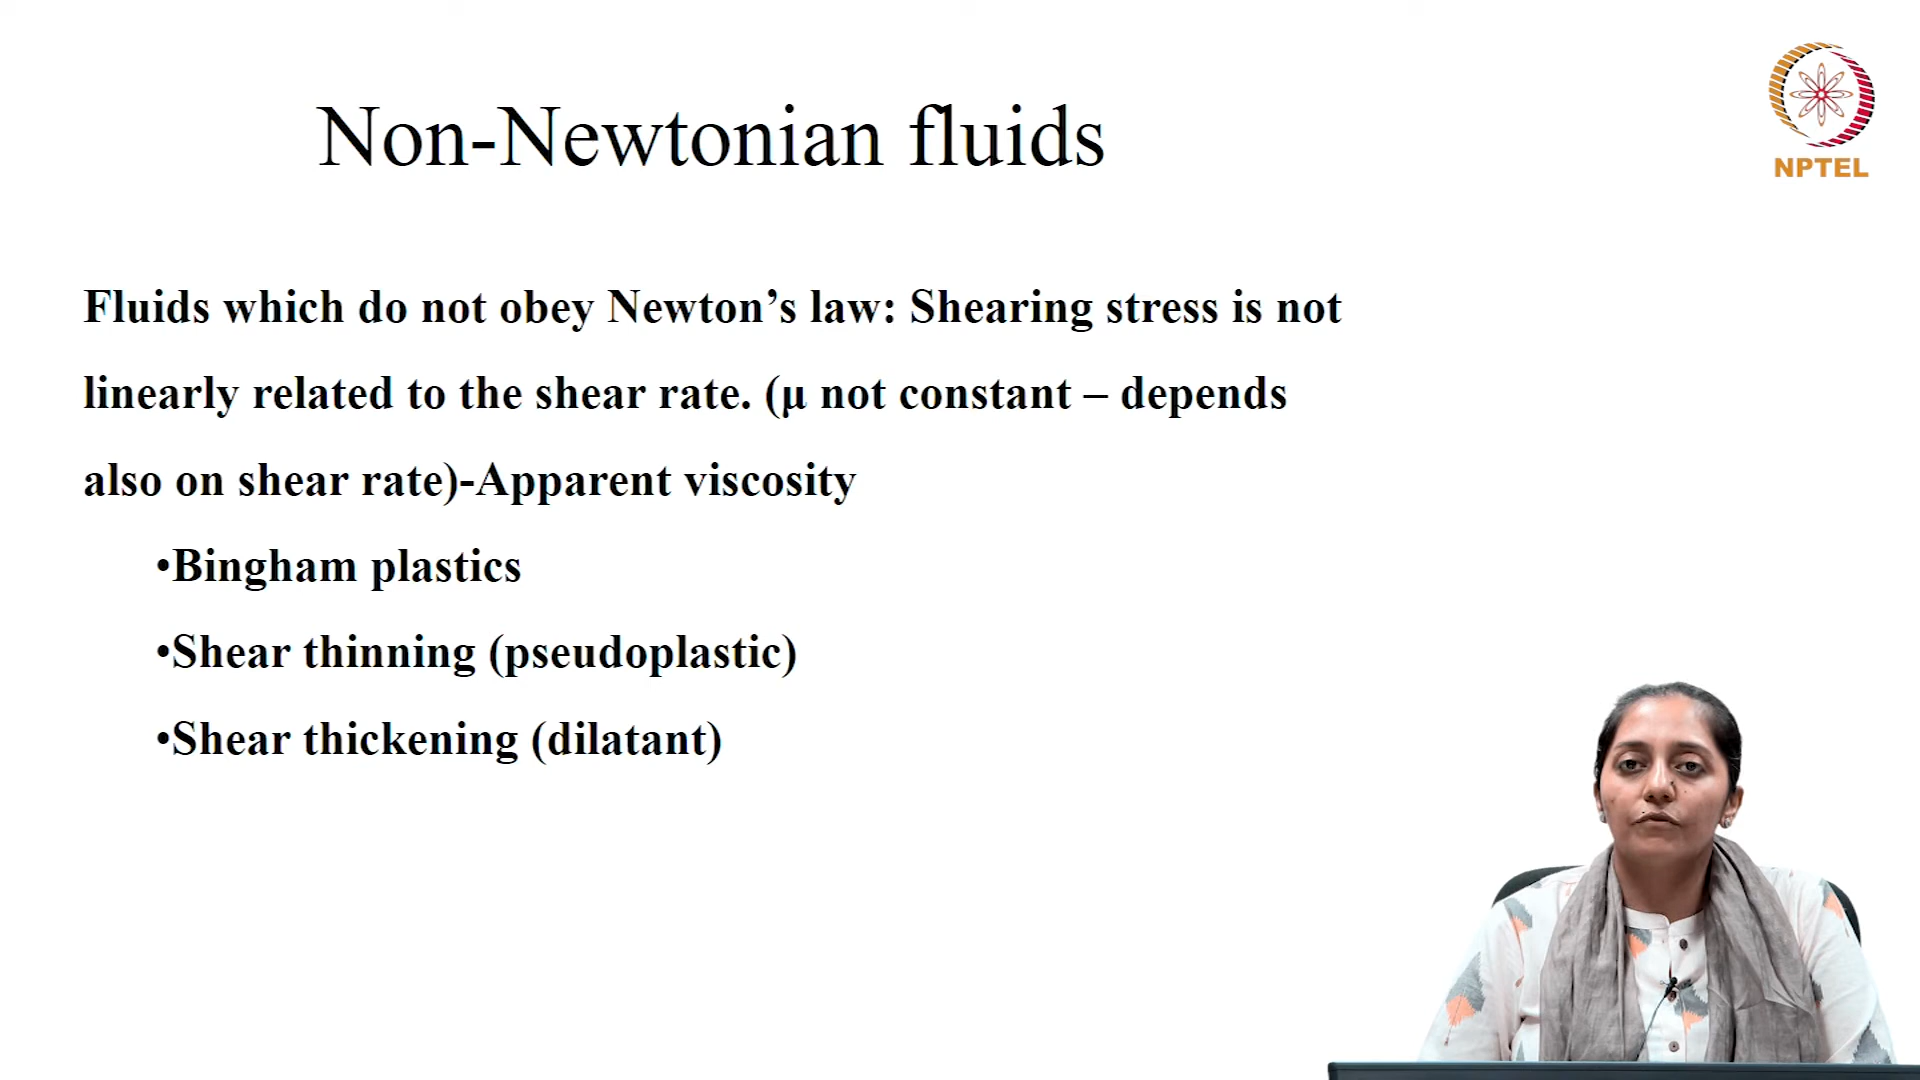 Non-Newtonian fluids
NPTEL
Fluids which do not obey Newton’s law: Shearing stress is not
linearly related to the shear rate. (μ not constant – depends
also on shear rate)-Apparent viscosity
•Bingham plastics
•Shear thinning (pseudoplastic)
•Shear thickening (dilatant)